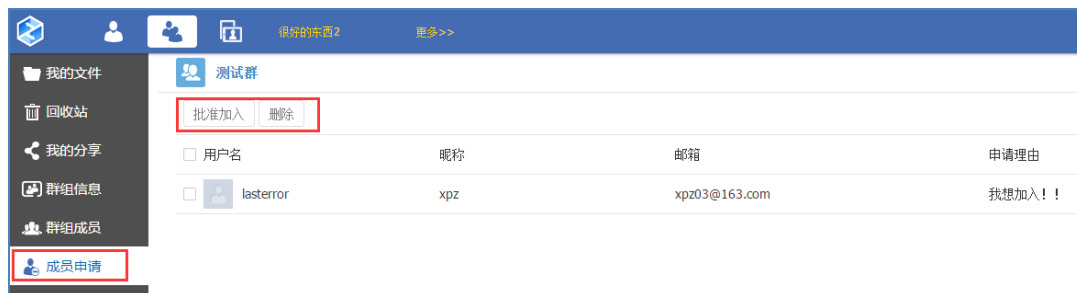 很好的东西2 更多>>
我的文件
回收站
我的分享
群组信息
群组成员
成员申请
测试群
批准加入 删除
用户名 昵称 邮箱 申请理由
lasterror xpz xpz03@163.com 我想加入！！